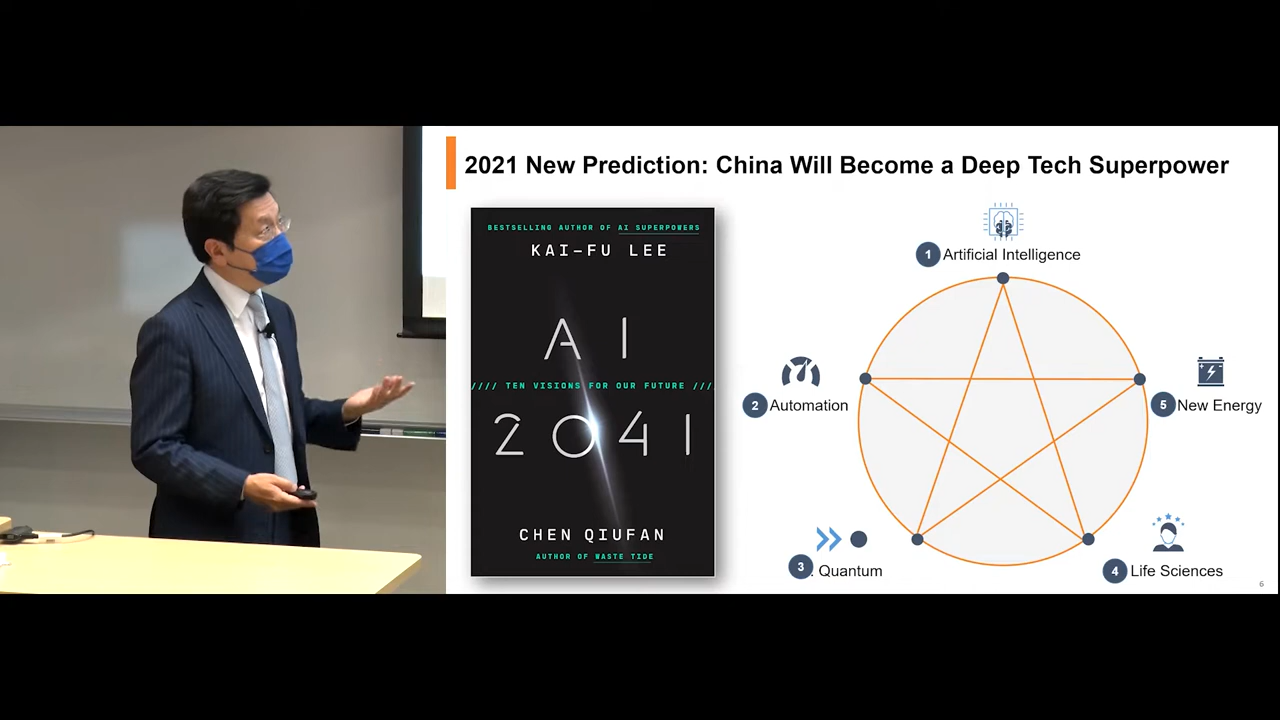 2021 New Prediction: China Will Become a Deep Tech Superpower
BESTSELLING AUTHOR OF AI SUPERPOWERS
KAI-FU LEE
AI
//// TEN VISIONS FOR OUR FUTURE ////
2041
CHEN QIUFAN
AUTHOR OF WASTE TIDE
1 Artificial Intelligence
2 Automation
5 New Energy
3 . Quantum
4 Life Sciences
6